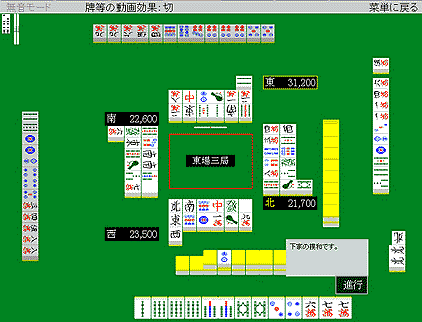 無音モード 牌等の動画効果: 切 菜単に戻る
東 31,200
南 22,600
東場三局
北 21,700
西 23,500
下家の摸和です。
進行